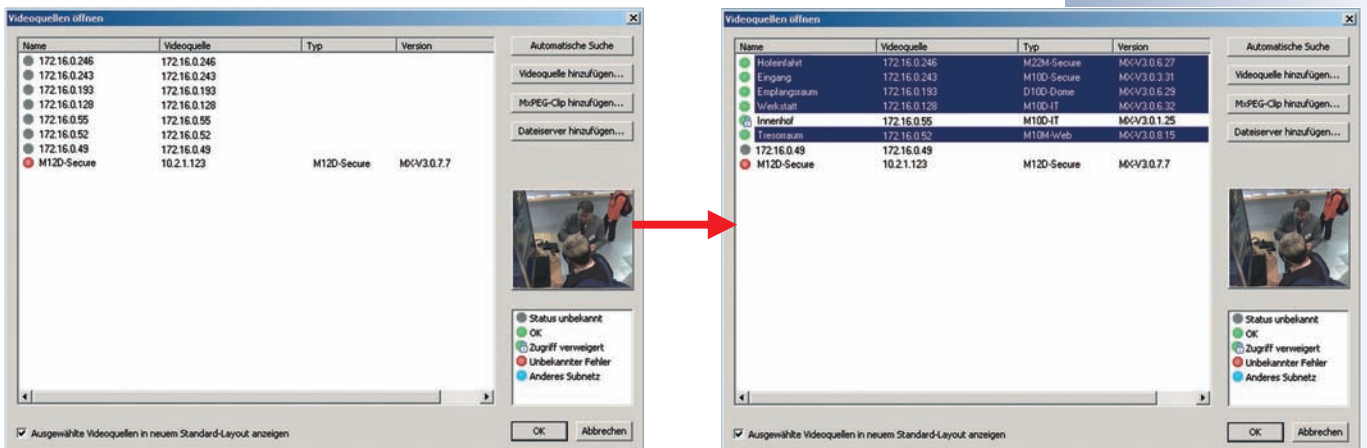 Videoquellen öffnen
Name Videoquelle Typ Version
172.16.0.246 172.16.0.246
172.16.0.243 172.16.0.243
172.16.0.193 172.16.0.193
172.16.0.128 172.16.0.128
172.16.0.55 172.16.0.55
172.16.0.52 172.16.0.52
172.16.0.49 172.16.0.49
M12D-Secure 10.2.1.123 M12D-Secure MX-V3.0.7.7
Automatische Suche
Videoquelle hinzufügen...
MxPEG-Clip hinzufügen...
Dateiserver hinzufügen...
Status unbekannt
OK
Zugriff verweigert
Unbekannter Fehler
Anderes Subnetz
Ausgewählte Videoquellen in neuem Standard-Layout anzeigen
OK Abbrechen
Videoquellen öffnen
Name Videoquelle Typ Version
Hofeinfahrt 172.16.0.246 M22M-Secure MX-V3.0.6.27
Eingang 172.16.0.243 M10D-Secure MX-V3.0.3.31
Empfangsraum 172.16.0.193 D10D-Dome MX-V3.0.6.29
Werkstatt 172.16.0.128 M10D-IT MX-V3.0.6.32
Innenhof 172.16.0.55 M10D-IT MX-V3.0.1.25
Tresorraum 172.16.0.52 M10M-Web MX-V3.0.8.15
172.16.0.49 172.16.0.49
M12D-Secure 10.2.1.123 M12D-Secure MX-V3.0.7.7
Automatische Suche
Videoquelle hinzufügen...
MxPEG-Clip hinzufügen...
Dateiserver hinzufügen...
Status unbekannt
OK
Zugriff verweigert
Unbekannter Fehler
Anderes Subnetz
Ausgewählte Videoquellen in neuem Standard-Layout anzeigen
OK Abbrechen